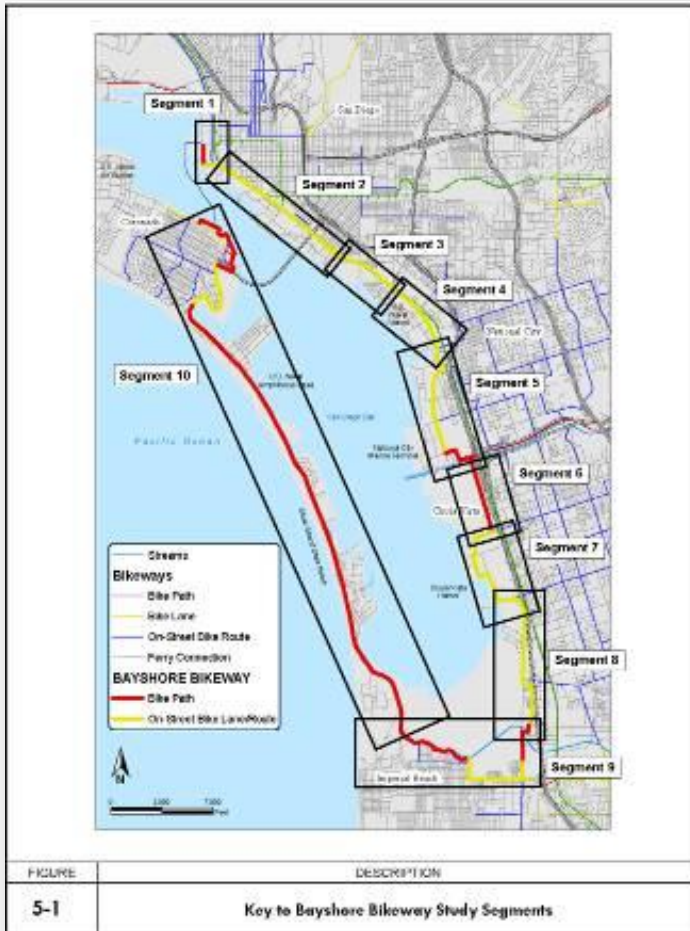 Segment 1
San Diego
Segment 2
Coronado
Segment 3
Segment 4
National City
Segment 5
Segment 10
Pacific Ocean
Segment 6
Chula Vista
Segment 7
Streams
Bikeways
Bike Path
Bike Lane
On-Street Bike Route
Ferry Connection
BAYSHORE BIKEWAY
Bike Path
On-Street Bike Lane/Route
Segment 8
N
Imperial Beach
Segment 9
Feet
FIGURE
DESCRIPTION
5-1
Key to Bayshore Bikeway Study Segments